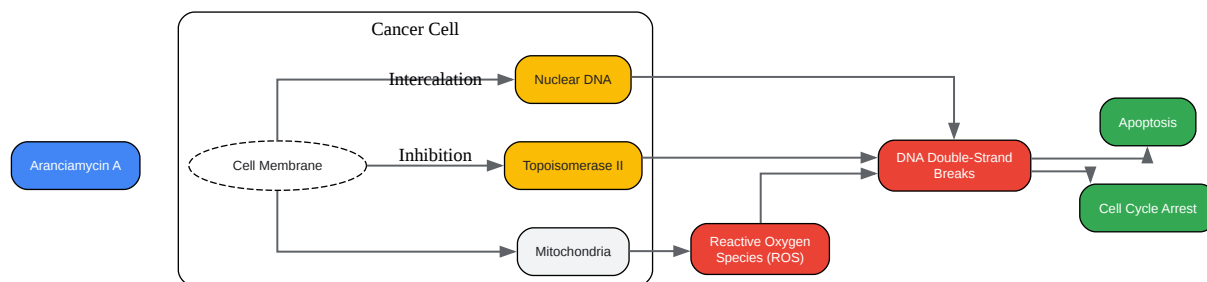 Cancer Cell
Intercalation
Nuclear DNA
Aranciamycin A
Cell Membrane
Inhibition
Topoisomerase II
DNA Double-Strand
Breaks
Apoptosis
Cell Cycle Arrest
Mitochondria
Reactive Oxygen
Species (ROS)